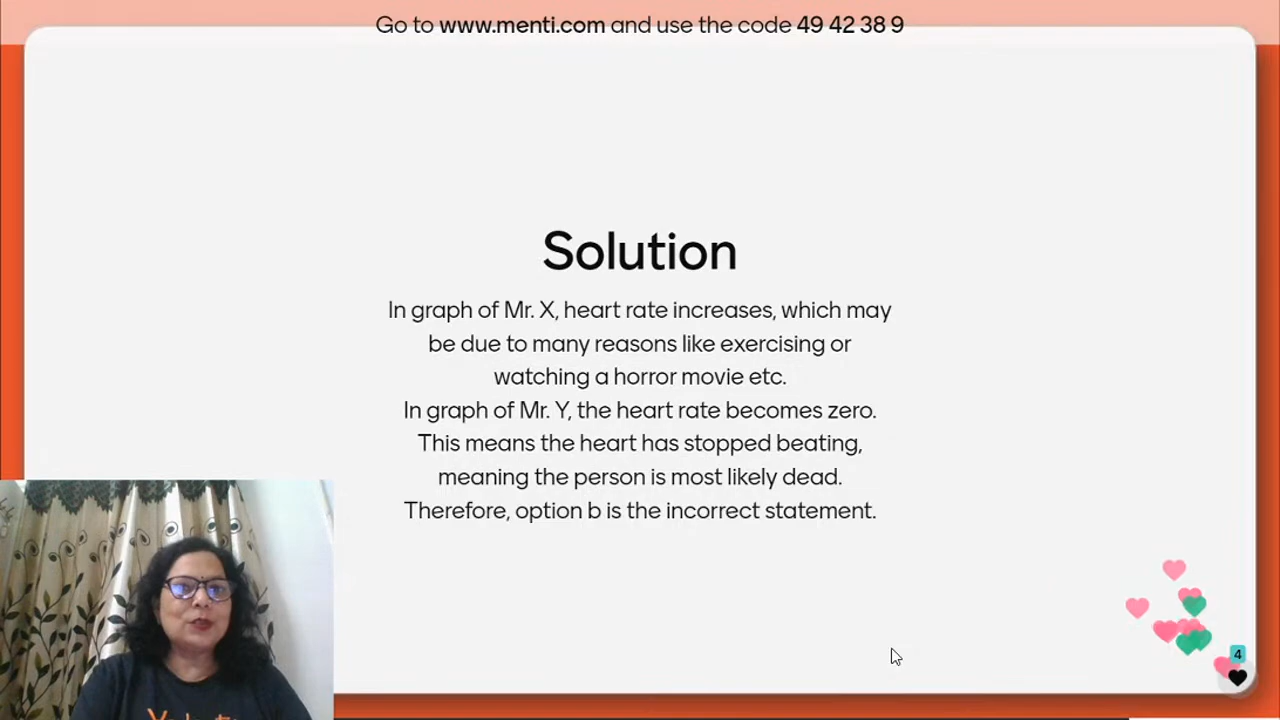 Go to www.menti.com and use the code 49 42 38 9
Solution
In graph of Mr. X, heart rate increases, which may
be due to many reasons like exercising or
watching a horror movie etc.
In graph of Mr. Y, the heart rate becomes zero.
This means the heart has stopped beating,
meaning the person is most likely dead.
Therefore, option b is the incorrect statement.
4